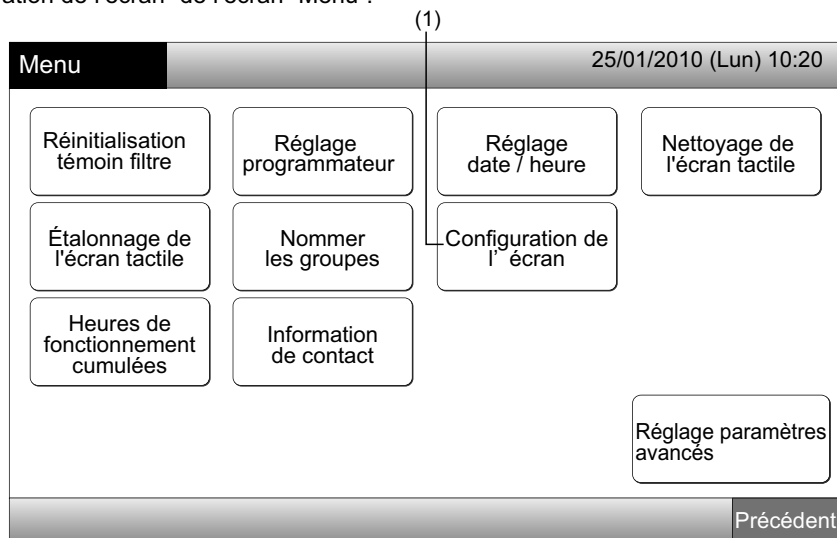 ation de l'écran" de l'écran "Menu".
(1)
Menu
25/01/2010 (Lun) 10:20
Réinitialisation
témoin filtre
Réglage
programmateur
Réglage
date / heure
Nettoyage de
l'écran tactile
Étalonnage de
l'écran tactile
Nommer
les groupes
Configuration de
l' écran
Heures de
fonctionnement
cumulées
Information
de contact
Réglage paramètres
avancés
Précédent